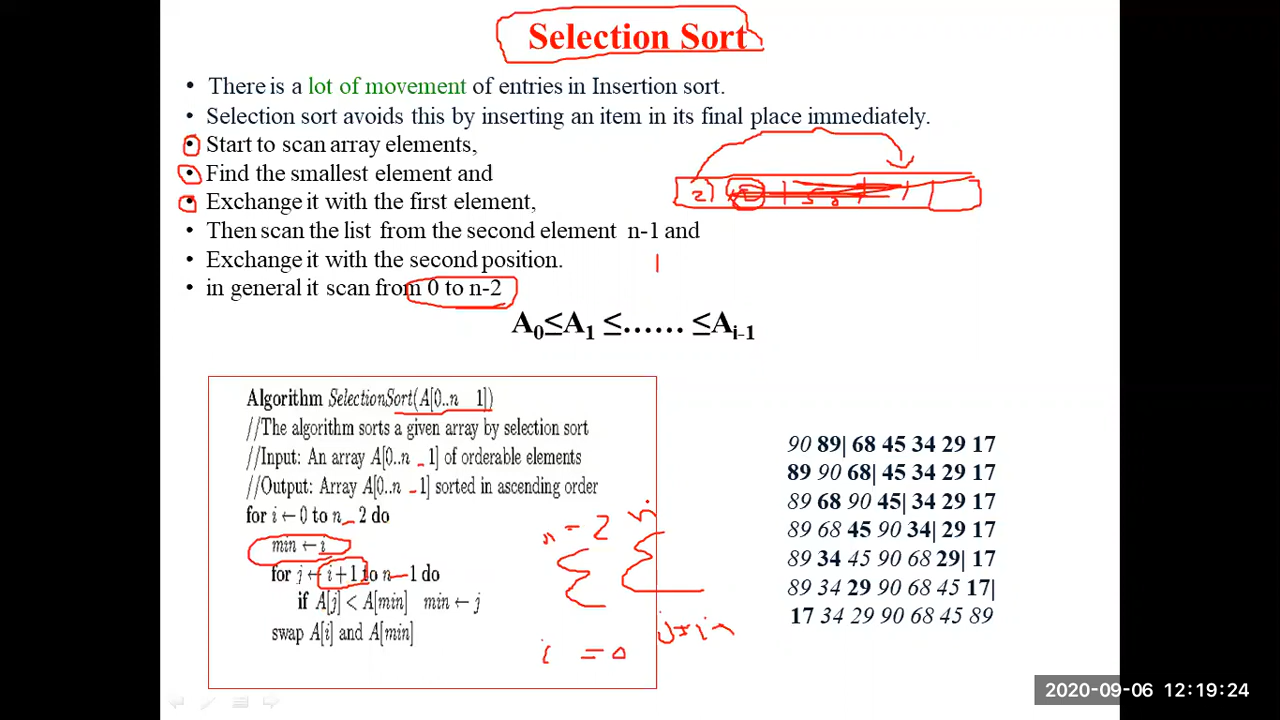 Selection Sort
• There is a lot of movement of entries in Insertion sort.
• Selection sort avoids this by inserting an item in its final place immediately.
• Start to scan array elements,
• Find the smallest element and
• Exchange it with the first element,
• Then scan the list from the second element n-1 and
• Exchange it with the second position.
• in general it scan from 0 to n-2
A0≤A1 ≤…… ≤Ai-1
Algorithm SelectionSort(A[0..n 1])
//The algorithm sorts a given array by selection sort
//Input: An array A[0..n - 1] of orderable elements
//Output: Array A[0..n - 1] sorted in ascending order
for i ← 0 to n - 2 do
min ← i
for j ← i + 1 to n - 1 do
if A[j] < A[min] min ← j
swap A[i] and A[min]
n - 2
Σ Σ
i = 0
90 89| 68 45 34 29 17
89 90 68| 45 34 29 17
89 68 90 45| 34 29 17
89 68 45 90 34| 29 17
89 34 45 90 68 29| 17
89 34 29 90 68 45 17|
17 34 29 90 68 45 89
2020-09-06 12:19:24